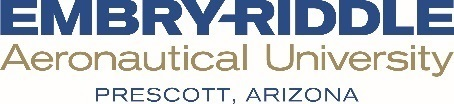 EMBRY-RIDDLE
Aeronautical University
PRESCOTT, ARIZONA